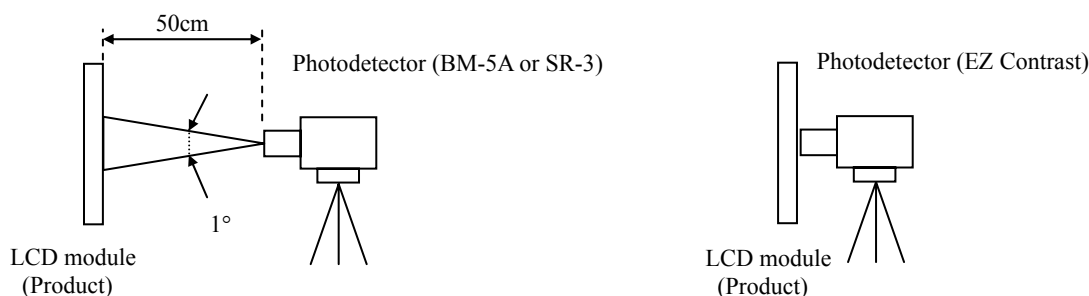 50cm
Photodetector (BM-5A or SR-3)
1°
LCD module
(Product)
Photodetector (EZ Contrast)
LCD module
(Product)